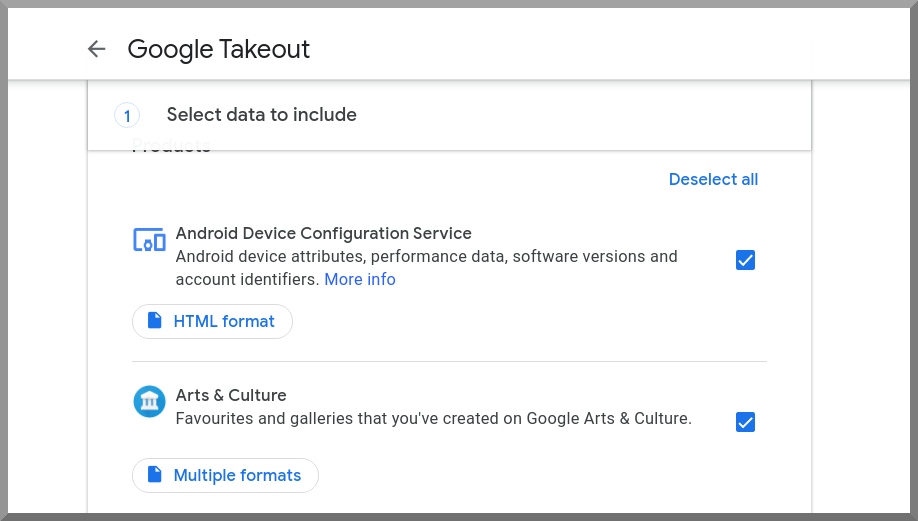 Google Takeout
1
Select data to include
Products
Deselect all
Android Device Configuration Service
Android device attributes, performance data, software versions and
account identifiers. More info
HTML format
Arts & Culture
Favourites and galleries that you've created on Google Arts & Culture.
Multiple formats